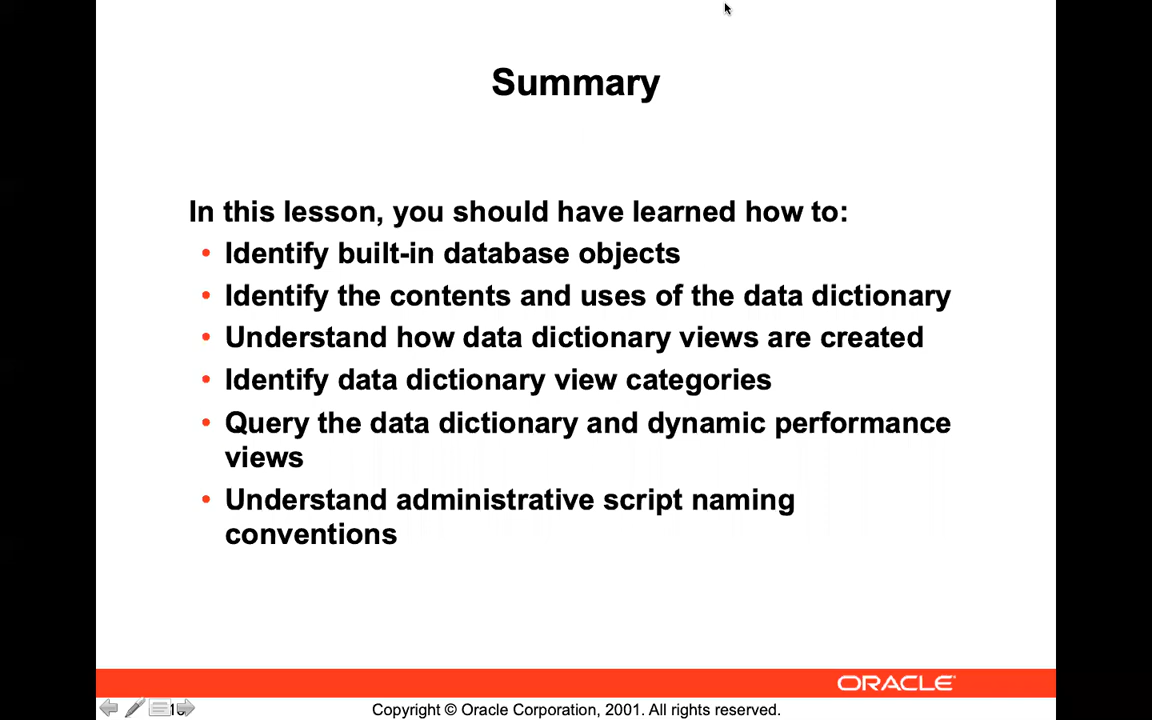 Summary
In this lesson, you should have learned how to:
• Identify built-in database objects
• Identify the contents and uses of the data dictionary
• Understand how data dictionary views are created
• Identify data dictionary view categories
• Query the data dictionary and dynamic performance
views
• Understand administrative script naming
conventions
ORACLE
Copyright © Oracle Corporation, 2001. All rights reserved.